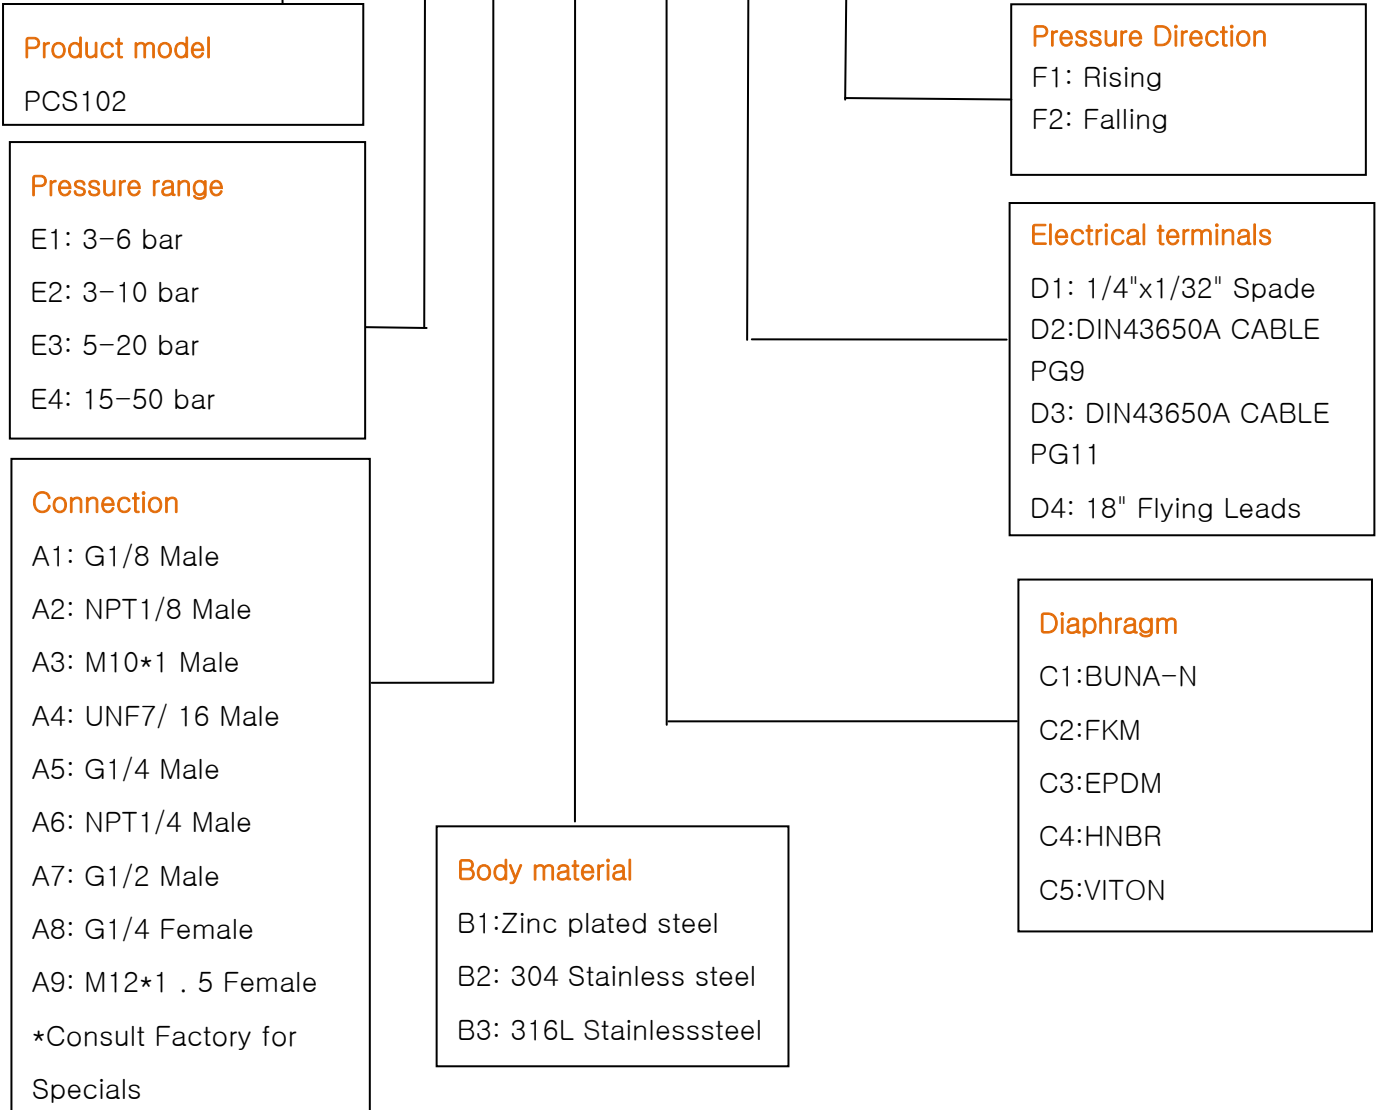 Product model
PCS102
Pressure range
E1: 3-6 bar
E2: 3-10 bar
E3: 5-20 bar
E4: 15-50 bar
Connection
A1: G1/8 Male
A2: NPT1/8 Male
A3: M10*1 Male
A4: UNF7/ 16 Male
A5: G1/4 Male
A6: NPT1/4 Male
A7: G1/2 Male
A8: G1/4 Female
A9: M12*1 . 5 Female
*Consult Factory for
Specials
Body material
B1:Zinc plated steel
B2: 304 Stainless steel
B3: 316L Stainlesssteel
Pressure Direction
F1: Rising
F2: Falling
Electrical terminals
D1: 1/4"x1/32" Spade
D2:DIN43650A CABLE
PG9
D3: DIN43650A CABLE
PG11
D4: 18" Flying Leads
Diaphragm
C1:BUNA-N
C2:FKM
C3:EPDM
C4:HNBR
C5:VITON